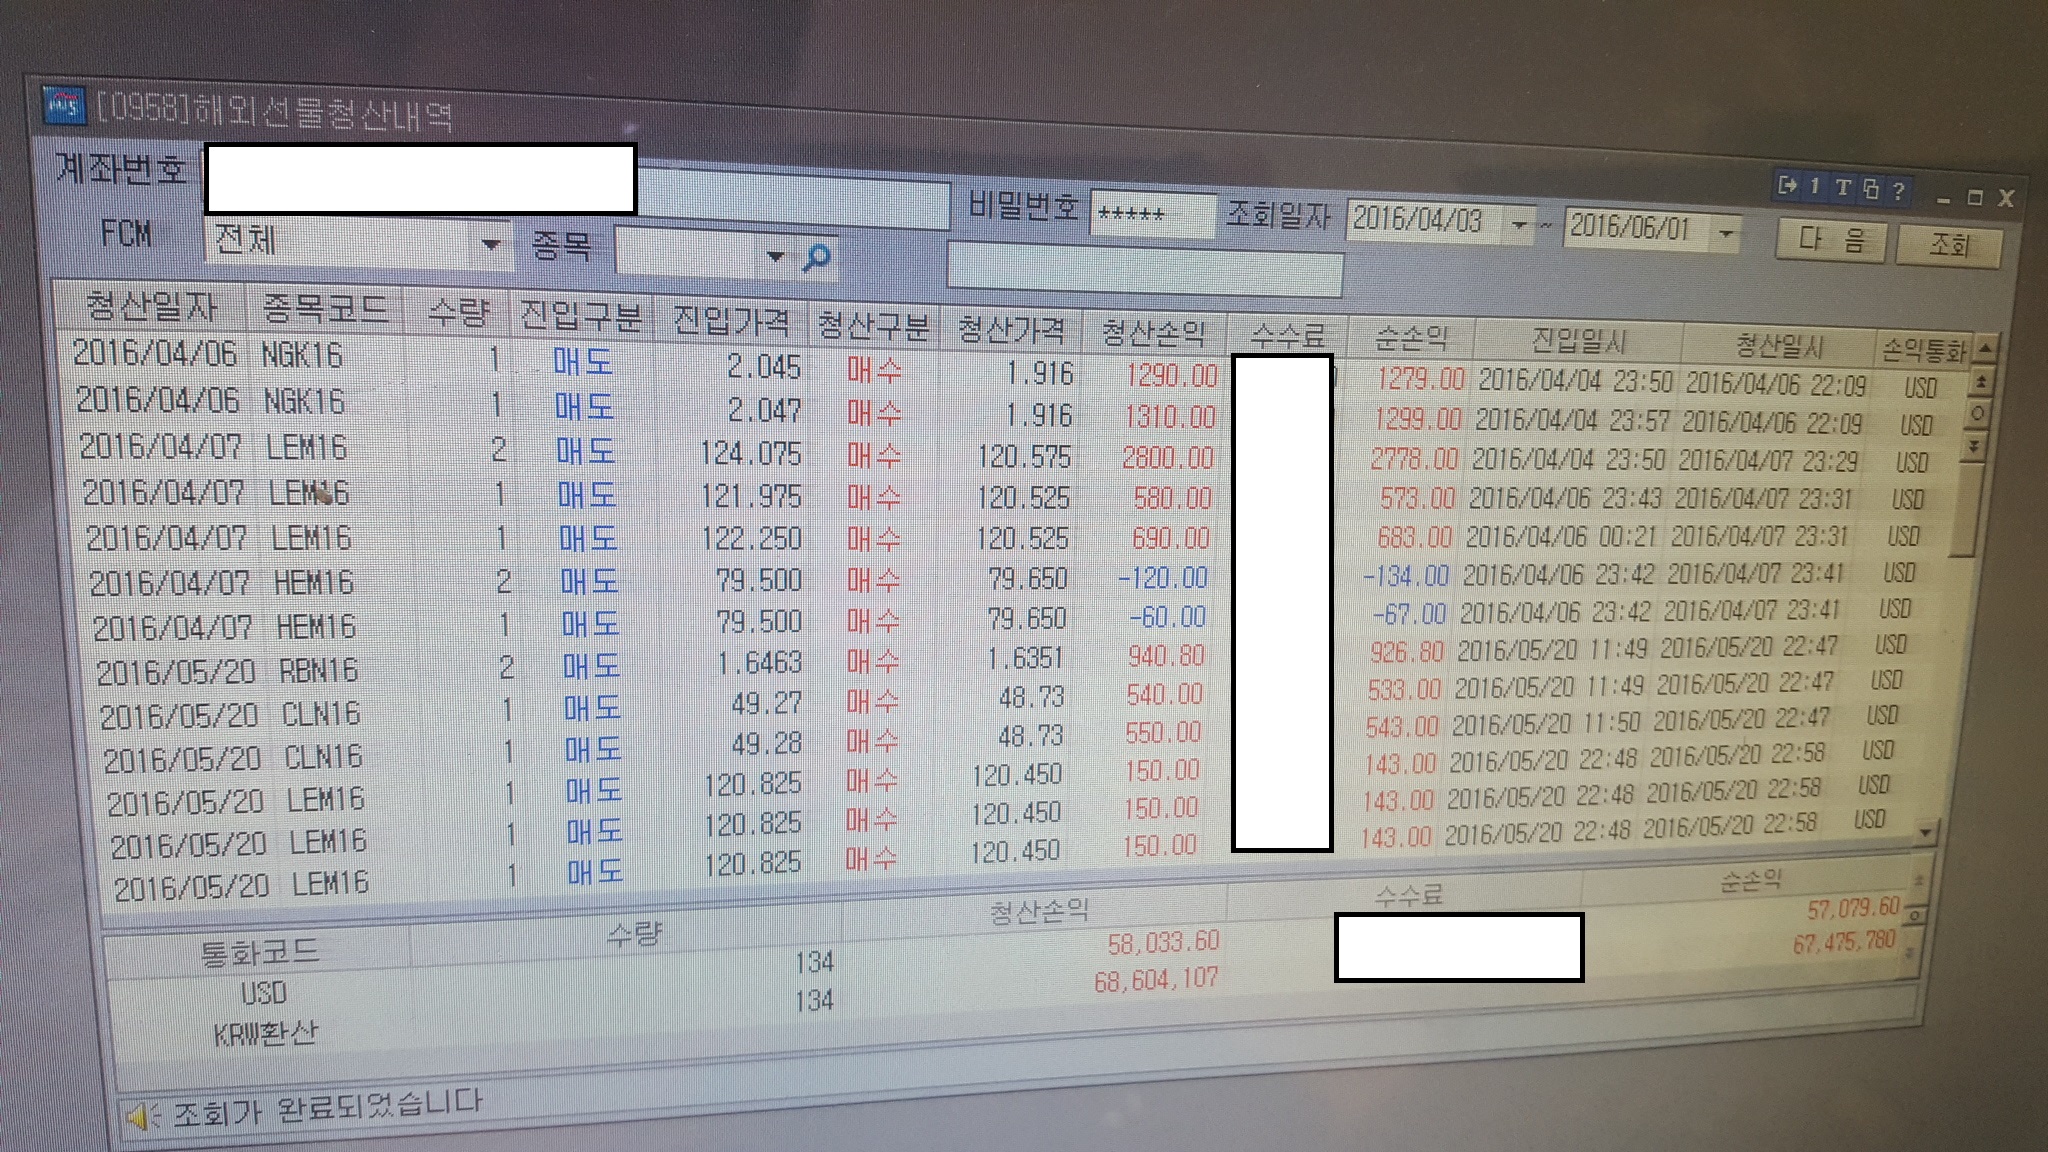 [0958]해외선물청산내역
계좌번호 비밀번호 ***** 조회일자 2016/04/03 ~ 2016/06/01 다 음 조회
FCM 전체 종목
청산일자 종목코드 수량 진입구분 진입가격 청산구분 청산가격 청산손익 수수료 순손익 진입일시 청산일시 손익통화
2016/04/06 NGK16 1 매도 2.045 매수 1.916 1290.00 1279.00 2016/04/04 23:50 2016/04/06 22:09 USD
2016/04/06 NGK16 1 매도 2.047 매수 1.916 1310.00 1299.00 2016/04/04 23:57 2016/04/06 22:09 USD
2016/04/07 LEM16 2 매도 124.075 매수 120.575 2800.00 2778.00 2016/04/04 23:50 2016/04/07 23:29 USD
2016/04/07 LEM16 1 매도 121.975 매수 120.525 580.00 573.00 2016/04/06 23:43 2016/04/07 23:31 USD
2016/04/07 LEM16 1 매도 122.250 매수 120.525 690.00 683.00 2016/04/06 00:21 2016/04/07 23:31 USD
2016/04/07 HEM16 2 매도 79.500 매수 79.650 -120.00 -134.00 2016/04/06 23:42 2016/04/07 23:41 USD
2016/04/07 HEM16 1 매도 79.500 매수 79.650 -60.00 -67.00 2016/04/06 23:42 2016/04/07 23:41 USD
2016/05/20 RBN16 2 매도 1.6463 매수 1.6351 940.80 926.80 2016/05/20 11:49 2016/05/20 22:47 USD
2016/05/20 CLN16 1 매도 49.27 매수 48.73 540.00 533.00 2016/05/20 11:49 2016/05/20 22:47 USD
2016/05/20 CLN16 1 매도 49.28 매수 48.73 550.00 543.00 2016/05/20 11:50 2016/05/20 22:47 USD
2016/05/20 LEM16 1 매도 120.825 매수 120.450 150.00 143.00 2016/05/20 22:48 2016/05/20 22:58 USD
2016/05/20 LEM16 1 매도 120.825 매수 120.450 150.00 143.00 2016/05/20 22:48 2016/05/20 22:58 USD
2016/05/20 LEM16 1 매도 120.825 매수 120.450 150.00 143.00 2016/05/20 22:48 2016/05/20 22:58 USD
통화코드 수량 청산손익 수수료 순손익
USD 134 58,033.60 57,079.60
KRW환산 134 68,604,107 67,475,780
조회가 완료되었습니다